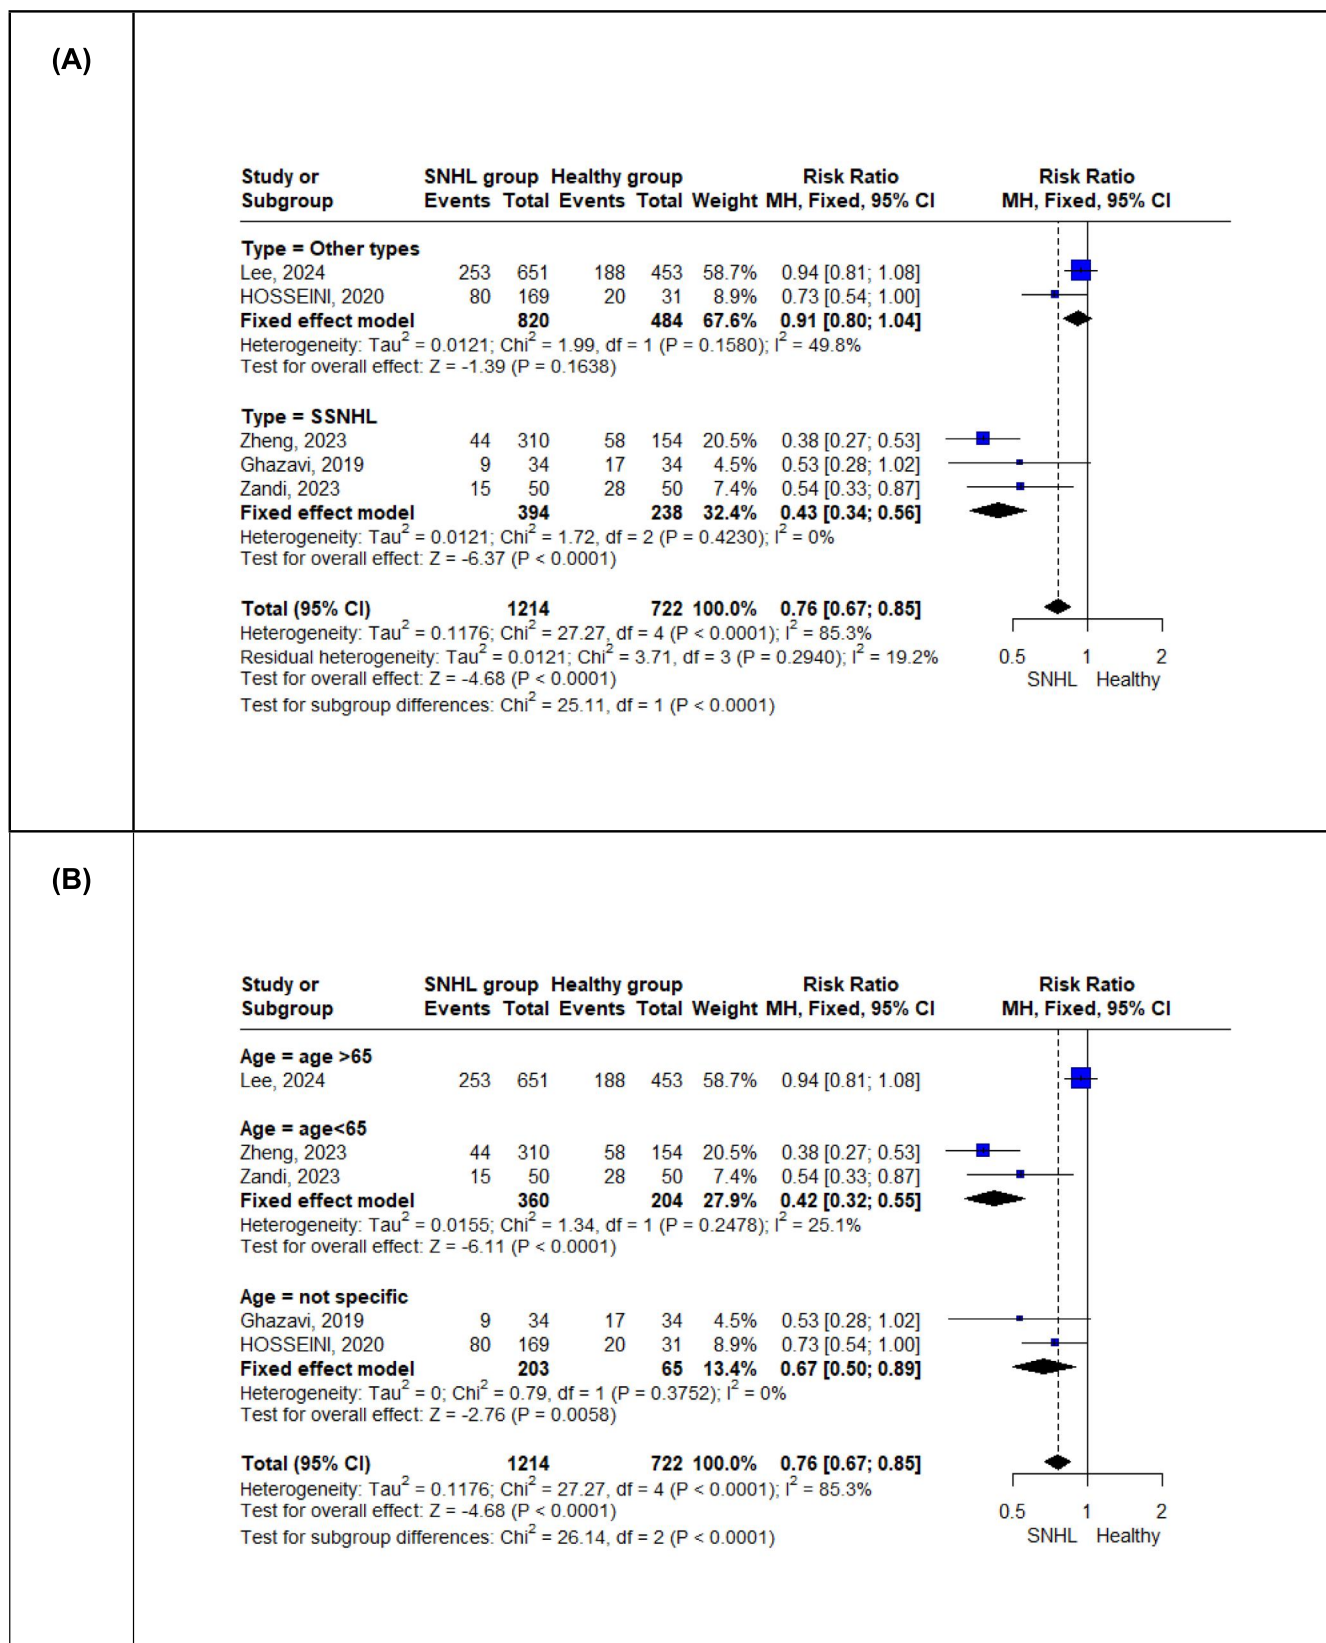 (A)
Study or SNHL group Healthy group Risk Ratio Risk Ratio
Subgroup Events Total Events Total Weight MH, Fixed, 95% CI MH, Fixed, 95% CI
Type = Other types
Lee, 2024 253 651 188 453 58.7% 0.94 [0.81; 1.08]
HOSSEINI, 2020 80 169 20 31 8.9% 0.73 [0.54; 1.00]
Fixed effect model 820 484 67.6% 0.91 [0.80; 1.04]
Heterogeneity: Tau² = 0.0121; Chi² = 1.99, df = 1 (P = 0.1580); I² = 49.8%
Test for overall effect: Z = -1.39 (P = 0.1638)
Type = SSNHL
Zheng, 2023 44 310 58 154 20.5% 0.38 [0.27; 0.53]
Ghazavi, 2019 9 34 17 34 4.5% 0.53 [0.28; 1.02]
Zandi, 2023 15 50 28 50 7.4% 0.54 [0.33; 0.87]
Fixed effect model 394 238 32.4% 0.43 [0.34; 0.56]
Heterogeneity: Tau² = 0.0121; Chi² = 1.72, df = 2 (P = 0.4230); I² = 0%
Test for overall effect: Z = -6.37 (P < 0.0001)
Total (95% CI) 1214 722 100.0% 0.76 [0.67; 0.85]
Heterogeneity: Tau² = 0.1176; Chi² = 27.27, df = 4 (P < 0.0001); I² = 85.3%
Residual heterogeneity: Tau² = 0.0121; Chi² = 3.71, df = 3 (P = 0.2940); I² = 19.2% 0.5 1 2
Test for overall effect: Z = -4.68 (P < 0.0001) SNHL Healthy
Test for subgroup differences: Chi² = 25.11, df = 1 (P < 0.0001)
(B)
Study or SNHL group Healthy group Risk Ratio Risk Ratio
Subgroup Events Total Events Total Weight MH, Fixed, 95% CI MH, Fixed, 95% CI
Age = age >65
Lee, 2024 253 651 188 453 58.7% 0.94 [0.81; 1.08]
Age = age<65
Zheng, 2023 44 310 58 154 20.5% 0.38 [0.27; 0.53]
Zandi, 2023 15 50 28 50 7.4% 0.54 [0.33; 0.87]
Fixed effect model 360 204 27.9% 0.42 [0.32; 0.55]
Heterogeneity: Tau² = 0.0155; Chi² = 1.34, df = 1 (P = 0.2478); I² = 25.1%
Test for overall effect: Z = -6.11 (P < 0.0001)
Age = not specific
Ghazavi, 2019 9 34 17 34 4.5% 0.53 [0.28; 1.02]
HOSSEINI, 2020 80 169 20 31 8.9% 0.73 [0.54; 1.00]
Fixed effect model 203 65 13.4% 0.67 [0.50; 0.89]
Heterogeneity: Tau² = 0; Chi² = 0.79, df = 1 (P = 0.3752); I² = 0%
Test for overall effect: Z = -2.76 (P = 0.0058)
Total (95% CI) 1214 722 100.0% 0.76 [0.67; 0.85]
Heterogeneity: Tau² = 0.1176; Chi² = 27.27, df = 4 (P < 0.0001); I² = 85.3%
Test for overall effect: Z = -4.68 (P < 0.0001) 0.5 1 2
Test for subgroup differences: Chi² = 26.14, df = 2 (P < 0.0001) SNHL Healthy